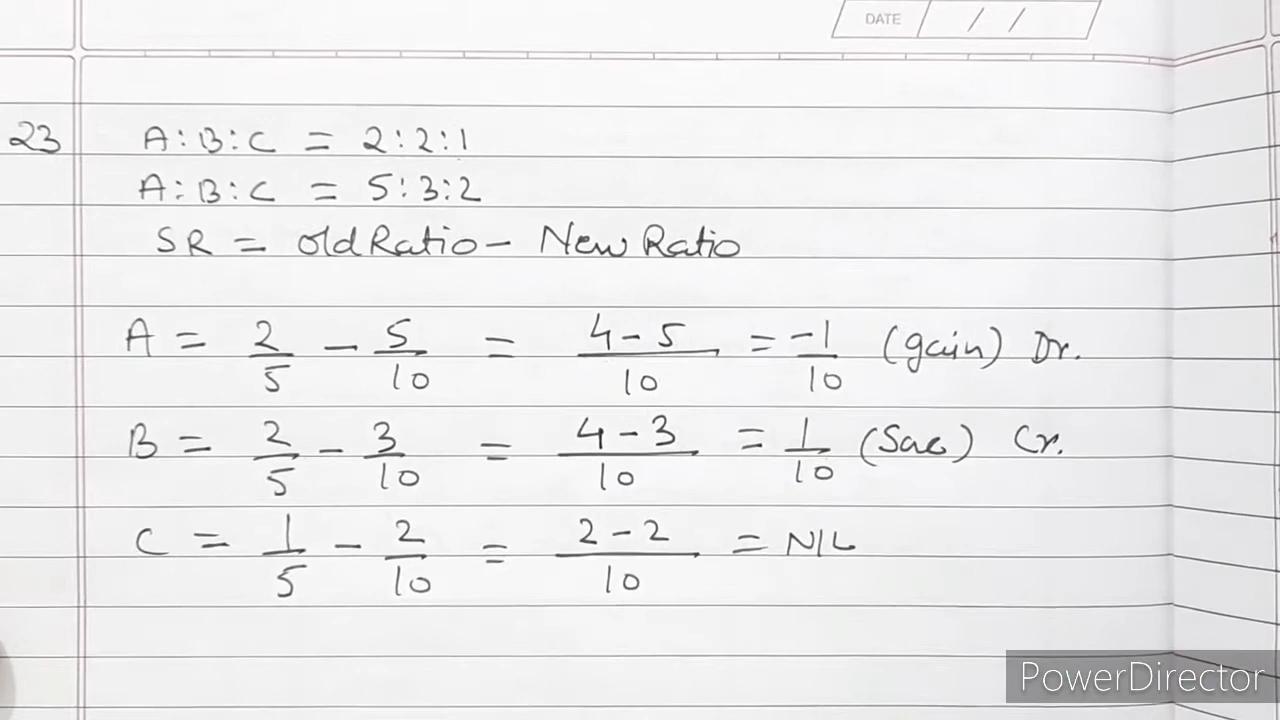 DATE / /
23 A:B:C = 2:2:1
A:B:C = 5:3:2
SR = old Ratio - New Ratio
A = 2/5 - 5/10 = 4-5/10 = -1/10 (gain) Dr.
B = 2/5 - 3/10 = 4-3/10 = 1/10 (Sac) Cr.
C = 1/5 - 2/10 = 2-2/10 = NIL
PowerDirector